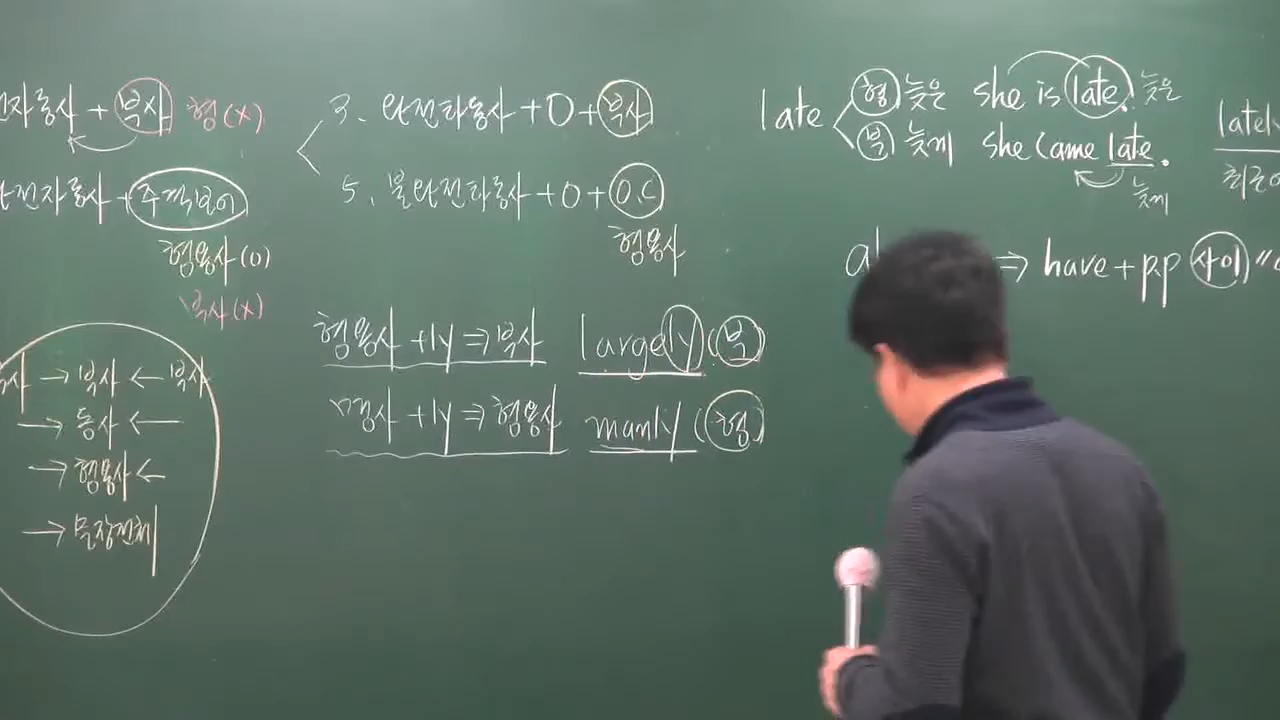 전자동사 + 부사 형(x)
완전자동사 + 주격보어
형용사(o)
부사(x)
→ 부사 ← 부사
→ 동사 ←
→ 형용사 ←
→ 문장전체
3. 완전타동사 + O + 부사
5. 불완전타동사 + O + O.C
형용사
형용사 + ly ⇒ 부사 largely (부)
명사 + ly ⇒ 형용사 manly (형)
late 형 늦은 she is late. 늦은
부 늦게 she came late.
늦게
lately
최근에
⇒ have + p.p 사이